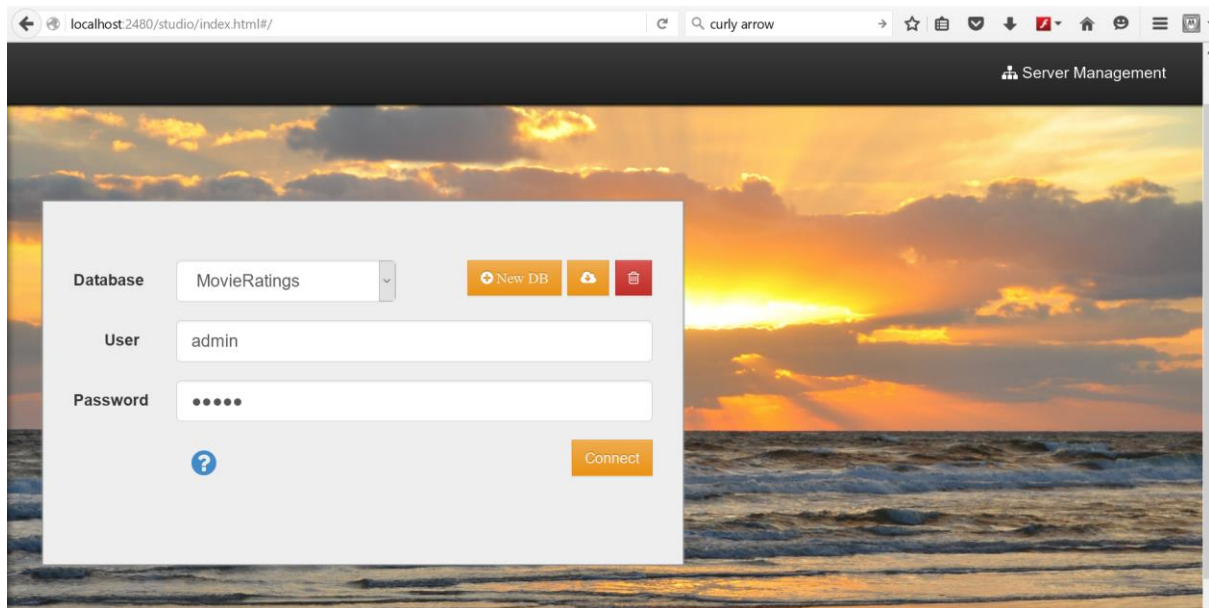 localhost:2480/studio/index.html#/
curly arrow
Server Management
Database
MovieRatings
New DB
User
admin
Password
●●●●●
?
Connect